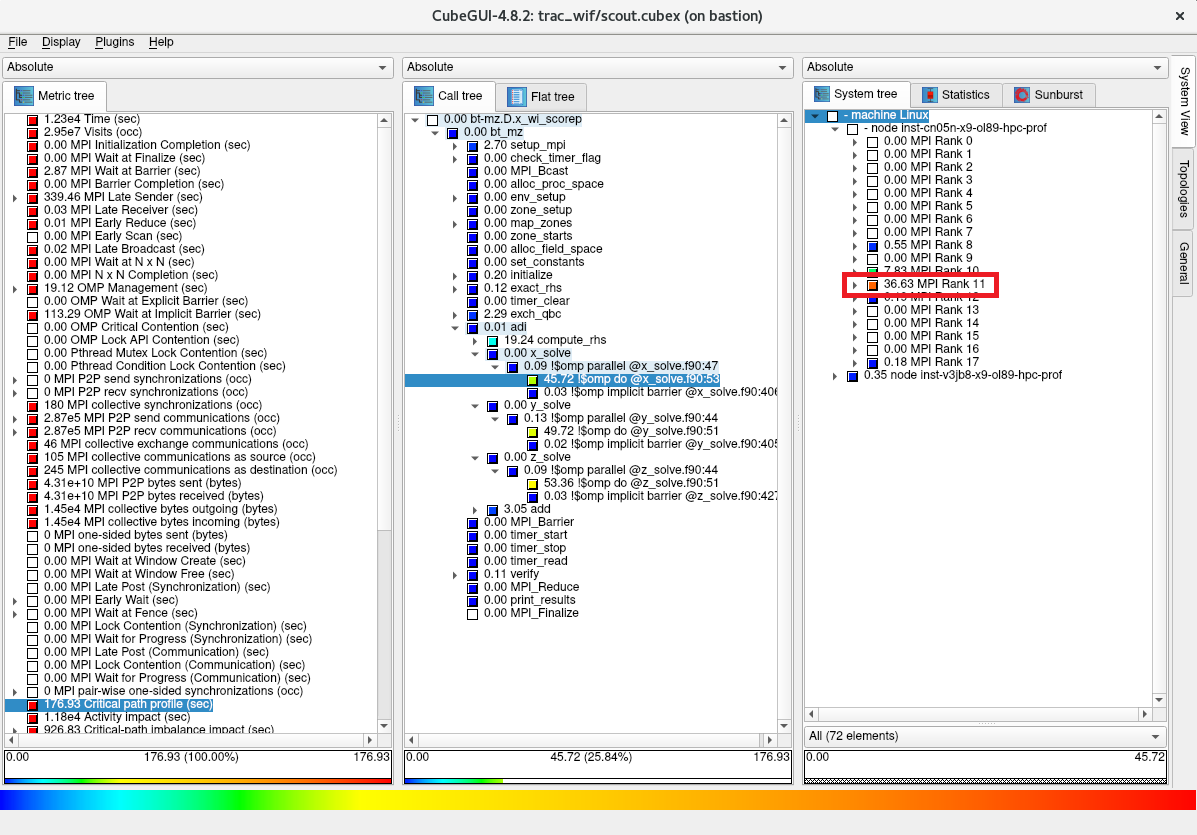 CubeGUI-4.8.2: trac_wif/scout.cubex (on bastion)
File Display Plugins Help
Absolute
Metric tree
1.23e4 Time (sec)
2.95e7 Visits (occ)
0.00 MPI Initialization Completion (sec)
0.00 MPI Wait at Finalize (sec)
2.87 MPI Wait at Barrier (sec)
0.00 MPI Barrier Completion (sec)
339.46 MPI Late Sender (sec)
0.03 MPI Late Receiver (sec)
0.01 MPI Early Reduce (sec)
0.00 MPI Early Scan (sec)
0.02 MPI Late Broadcast (sec)
0.00 MPI Wait at N x N (sec)
0.00 MPI N x N Completion (sec)
19.12 OMP Management (sec)
0.00 OMP Wait at Explicit Barrier (sec)
113.29 OMP Wait at Implicit Barrier (sec)
0.00 OMP Critical Contention (sec)
0.00 OMP Lock API Contention (sec)
0.00 Pthread Mutex Lock Contention (sec)
0.00 Pthread Condition Lock Contention (sec)
0 MPI P2P send synchronizations (occ)
0 MPI P2P recv synchronizations (occ)
180 MPI collective synchronizations (occ)
2.87e5 MPI P2P send communications (occ)
2.87e5 MPI P2P recv communications (occ)
46 MPI collective exchange communications (occ)
105 MPI collective communications as source (occ)
245 MPI collective communications as destination (occ)
4.31e+10 MPI P2P bytes sent (bytes)
4.31e+10 MPI P2P bytes received (bytes)
1.45e4 MPI collective bytes outgoing (bytes)
1.45e4 MPI collective bytes incoming (bytes)
0 MPI one-sided bytes sent (bytes)
0 MPI one-sided bytes received (bytes)
0.00 MPI Wait at Window Create (sec)
0.00 MPI Wait at Window Free (sec)
0.00 MPI Late Post (Synchronization) (sec)
0.00 MPI Early Wait (sec)
0.00 MPI Wait at Fence (sec)
0.00 MPI Lock Contention (Synchronization) (sec)
0.00 MPI Wait for Progress (Synchronization) (sec)
0.00 MPI Late Post (Communication) (sec)
0.00 MPI Lock Contention (Communication) (sec)
0.00 MPI Wait for Progress (Communication) (sec)
0 MPI pair-wise one-sided synchronizations (occ)
176.93 Critical path profile (sec)
1.18e4 Activity impact (sec)
926.83 Critical-path imbalance impact (sec)
0.00 176.93 (100.00%) 176.93
Absolute
Call tree Flat tree
0.00 bt-mz.D.x_wi_scorep
0.00 bt_mz
2.70 setup_mpi
0.00 check_timer_flag
0.00 MPI_Bcast
0.00 alloc_proc_space
0.00 env_setup
0.00 zone_setup
0.00 map_zones
0.00 zone_starts
0.00 alloc_field_space
0.00 set_constants
0.20 initialize
0.12 exact_rhs
0.00 timer_clear
2.29 exch_qbc
0.01 adi
19.24 compute_rhs
0.00 x_solve
0.09 !$omp parallel @x_solve.f90:47
45.72 !$omp do @x_solve.f90:53
0.03 !$omp implicit barrier @x_solve.f90:406
0.00 y_solve
0.13 !$omp parallel @y_solve.f90:44
49.72 !$omp do @y_solve.f90:51
0.02 !$omp implicit barrier @y_solve.f90:405
0.00 z_solve
0.09 !$omp parallel @z_solve.f90:44
53.36 !$omp do @z_solve.f90:51
0.03 !$omp implicit barrier @z_solve.f90:427
3.05 add
0.00 MPI_Barrier
0.00 timer_start
0.00 timer_stop
0.00 timer_read
0.11 verify
0.00 MPI_Reduce
0.00 print_results
0.00 MPI_Finalize
0.00 45.72 (25.84%) 176.93
Absolute
System tree Statistics Sunburst
- machine Linux
- node inst-cn05n-x9-ol89-hpc-prof
0.00 MPI Rank 0
0.00 MPI Rank 1
0.00 MPI Rank 2
0.00 MPI Rank 3
0.00 MPI Rank 4
0.00 MPI Rank 5
0.00 MPI Rank 6
0.00 MPI Rank 7
0.55 MPI Rank 8
0.00 MPI Rank 9
7.83 MPI Rank 10
36.63 MPI Rank 11
0.19 MPI Rank 12
0.00 MPI Rank 13
0.00 MPI Rank 14
0.00 MPI Rank 15
0.00 MPI Rank 16
0.18 MPI Rank 17
0.35 node inst-v3jb8-x9-ol89-hpc-prof
All (72 elements)
0.00 45.72
System View
Topologies
General